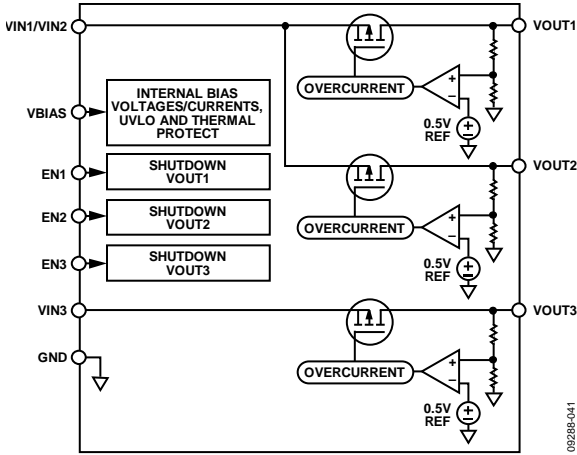 VIN1/VIN2
VOUT1
OVERCURRENT
+
–
0.5V
REF
VBIAS
INTERNAL BIAS
VOLTAGES/CURRENTS,
UVLO AND THERMAL
PROTECT
EN1
SHUTDOWN
VOUT1
EN2
SHUTDOWN
VOUT2
EN3
SHUTDOWN
VOUT3
VOUT2
OVERCURRENT
+
–
0.5V
REF
VIN3
VOUT3
GND
OVERCURRENT
+
–
0.5V
REF
09288-041